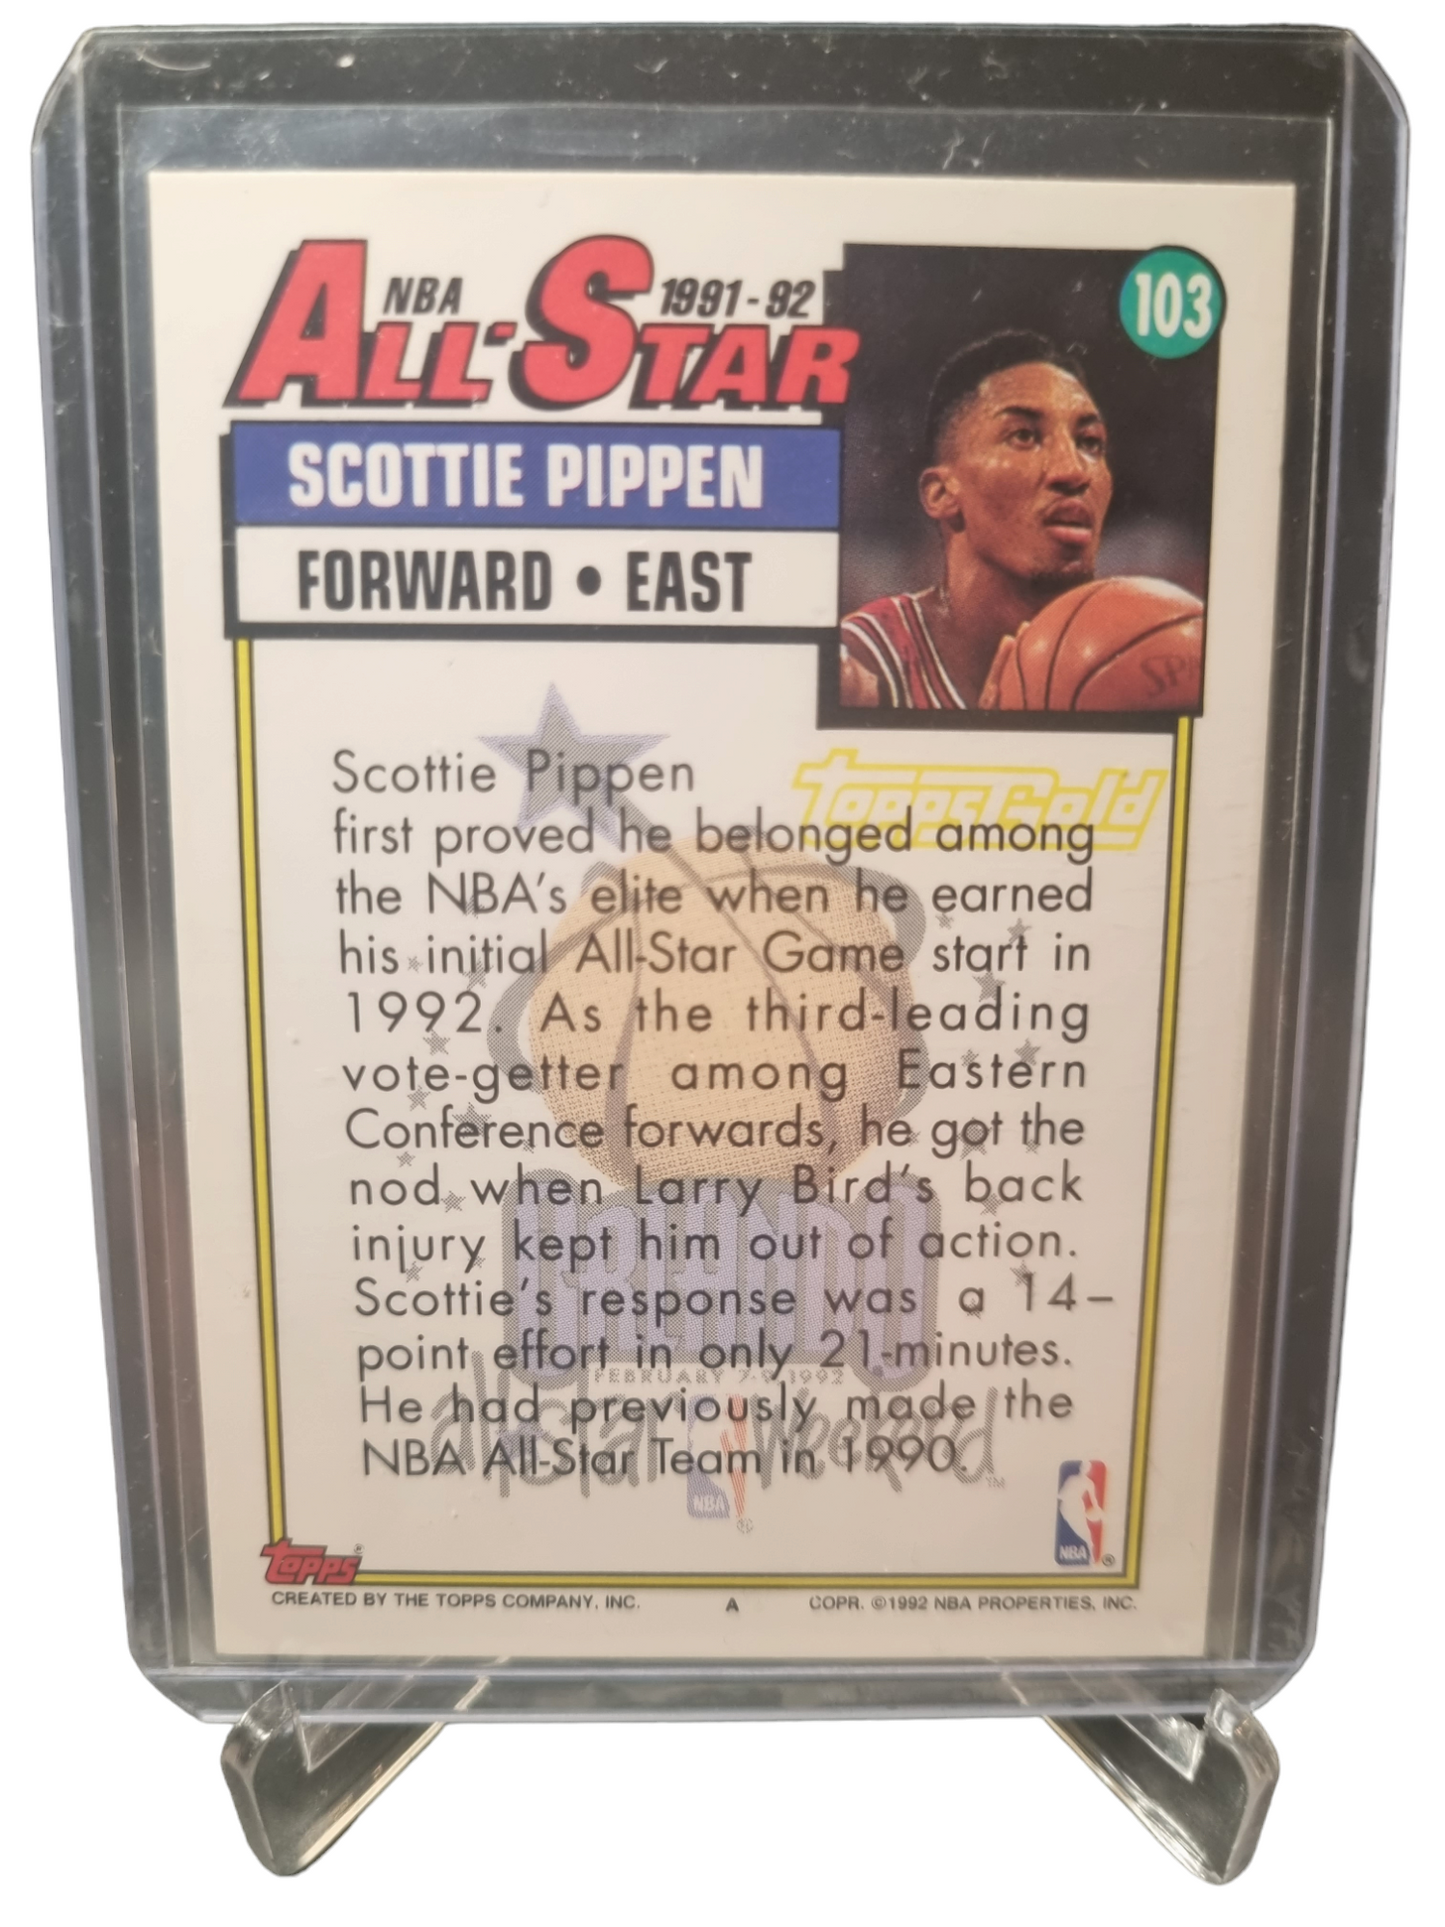 NBA 1991-92
ALL-STAR
103
SCOTTIE PIPPEN
FORWARD • EAST
SP
ToppsGold
Scottie Pippen
first proved he belonged among
the NBA's elite when he earned
his initial All-Star Game start in
1992. As the third-leading
vote-getter among Eastern
Conference forwards, he got the
nod when Larry Bird's back
injury kept him out of action.
Scottie's response was a 14–
point effort in only 21-minutes.
He had previously made the
NBA All-Star Team in 1990.
ORLANDO
FEBRUARY 7-9, 1992
all-star weekend™
NBA ®
NBA ®
TOPPS®
CREATED BY THE TOPPS COMPANY, INC. A COPR. ©1992 NBA PROPERTIES, INC.